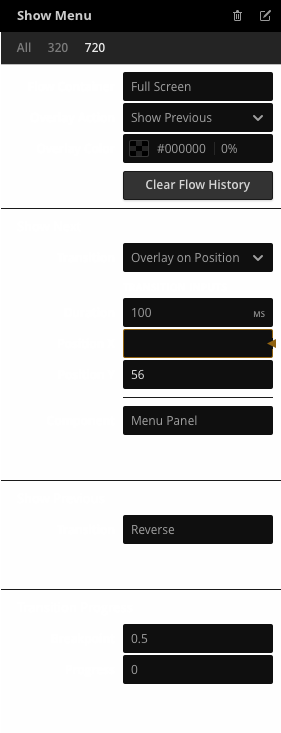 Show Menu
All 320 720
Full Screen
Show Previous
#000000 0%
Clear Flow History
Overlay on Position
100 MS
56
Menu Panel
Reverse
0.5
0